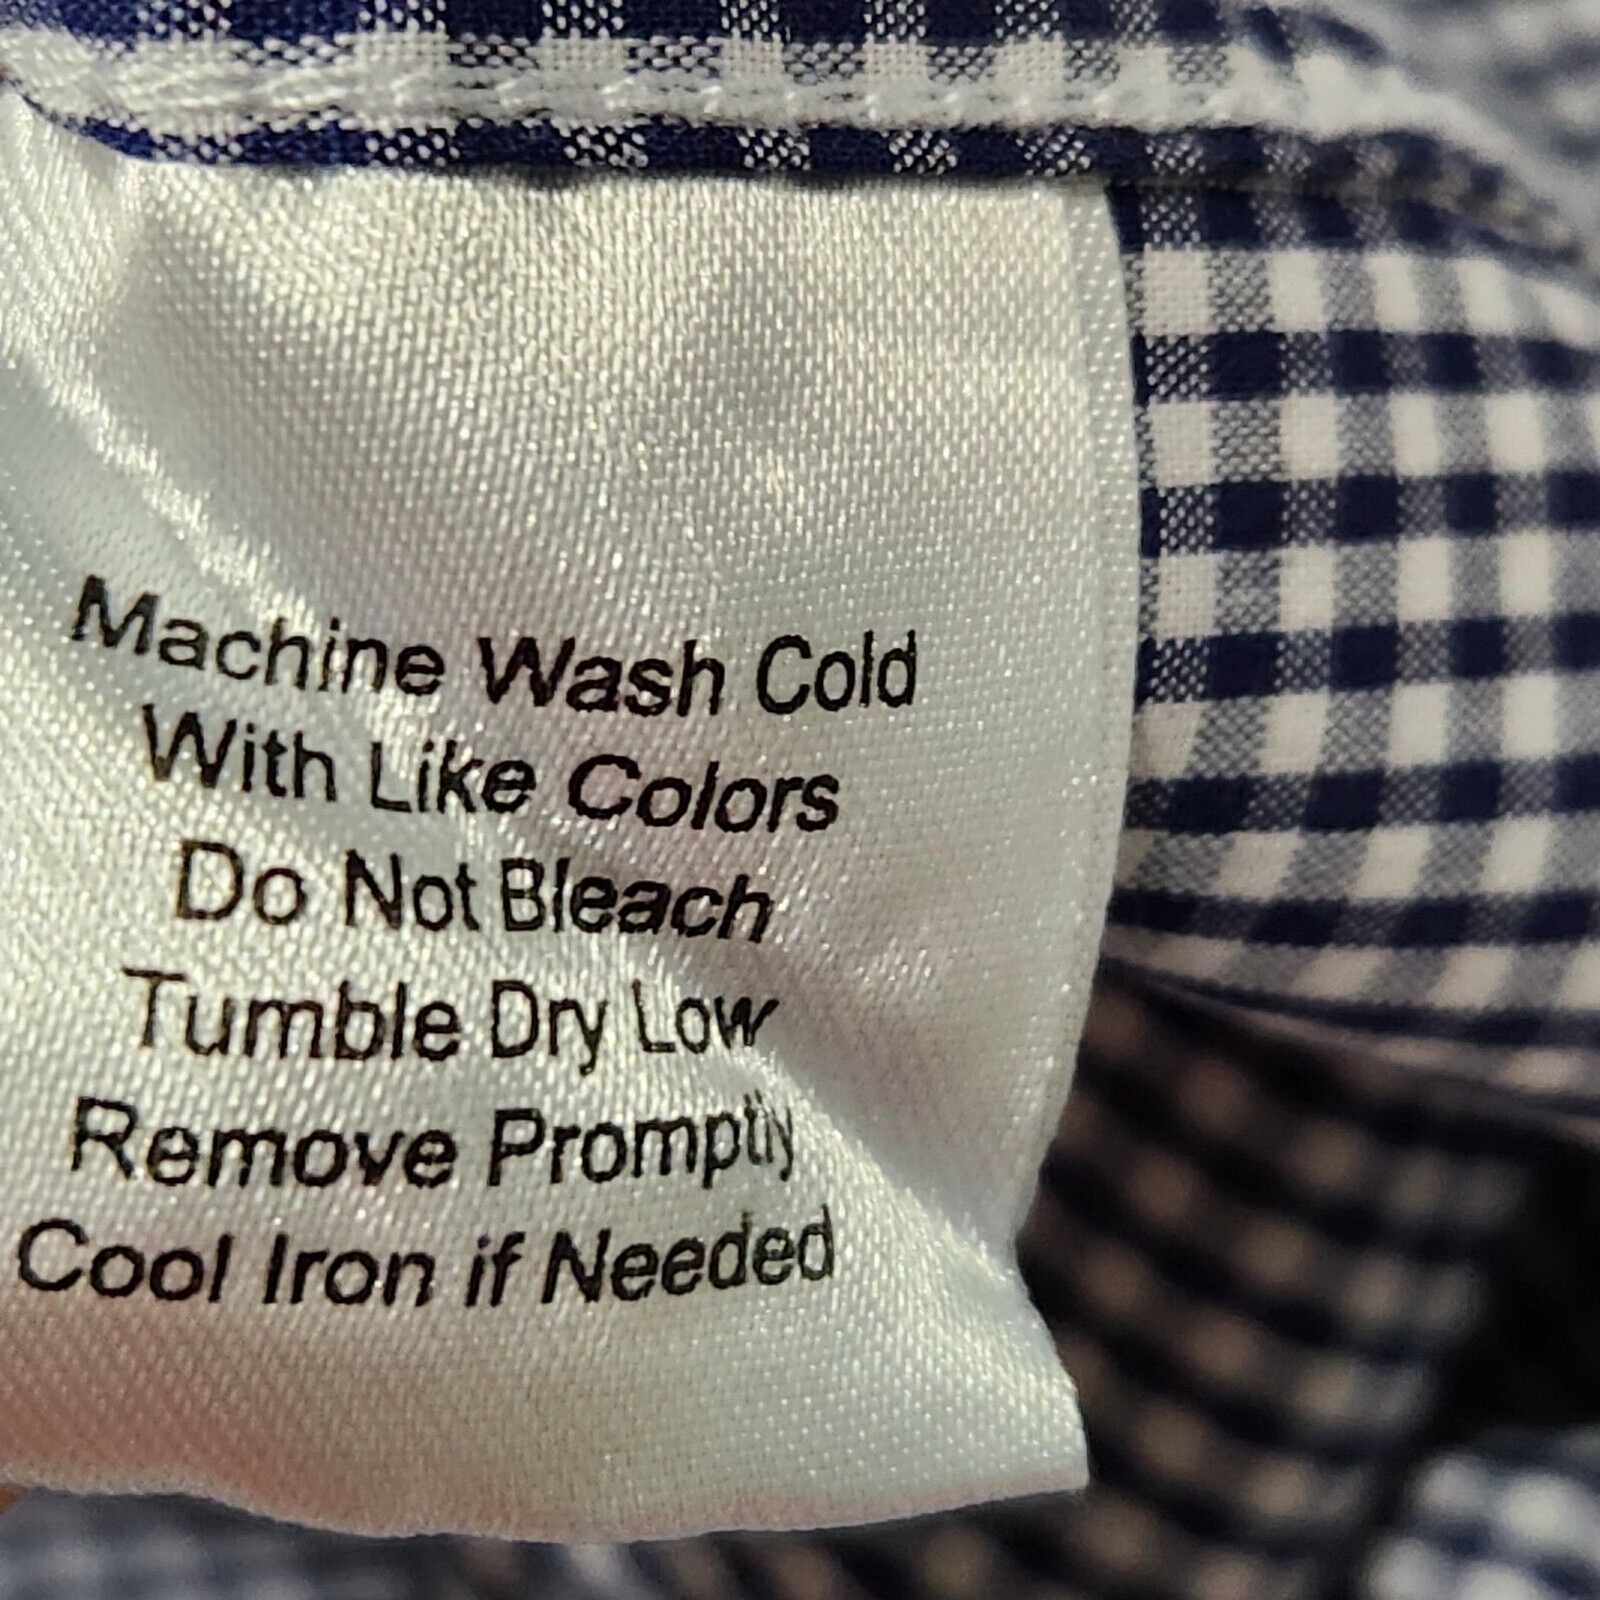 Machine Wash Cold
With Like Colors
Do Not Bleach
Tumble Dry Low
Remove Promptly
Cool Iron if Needed